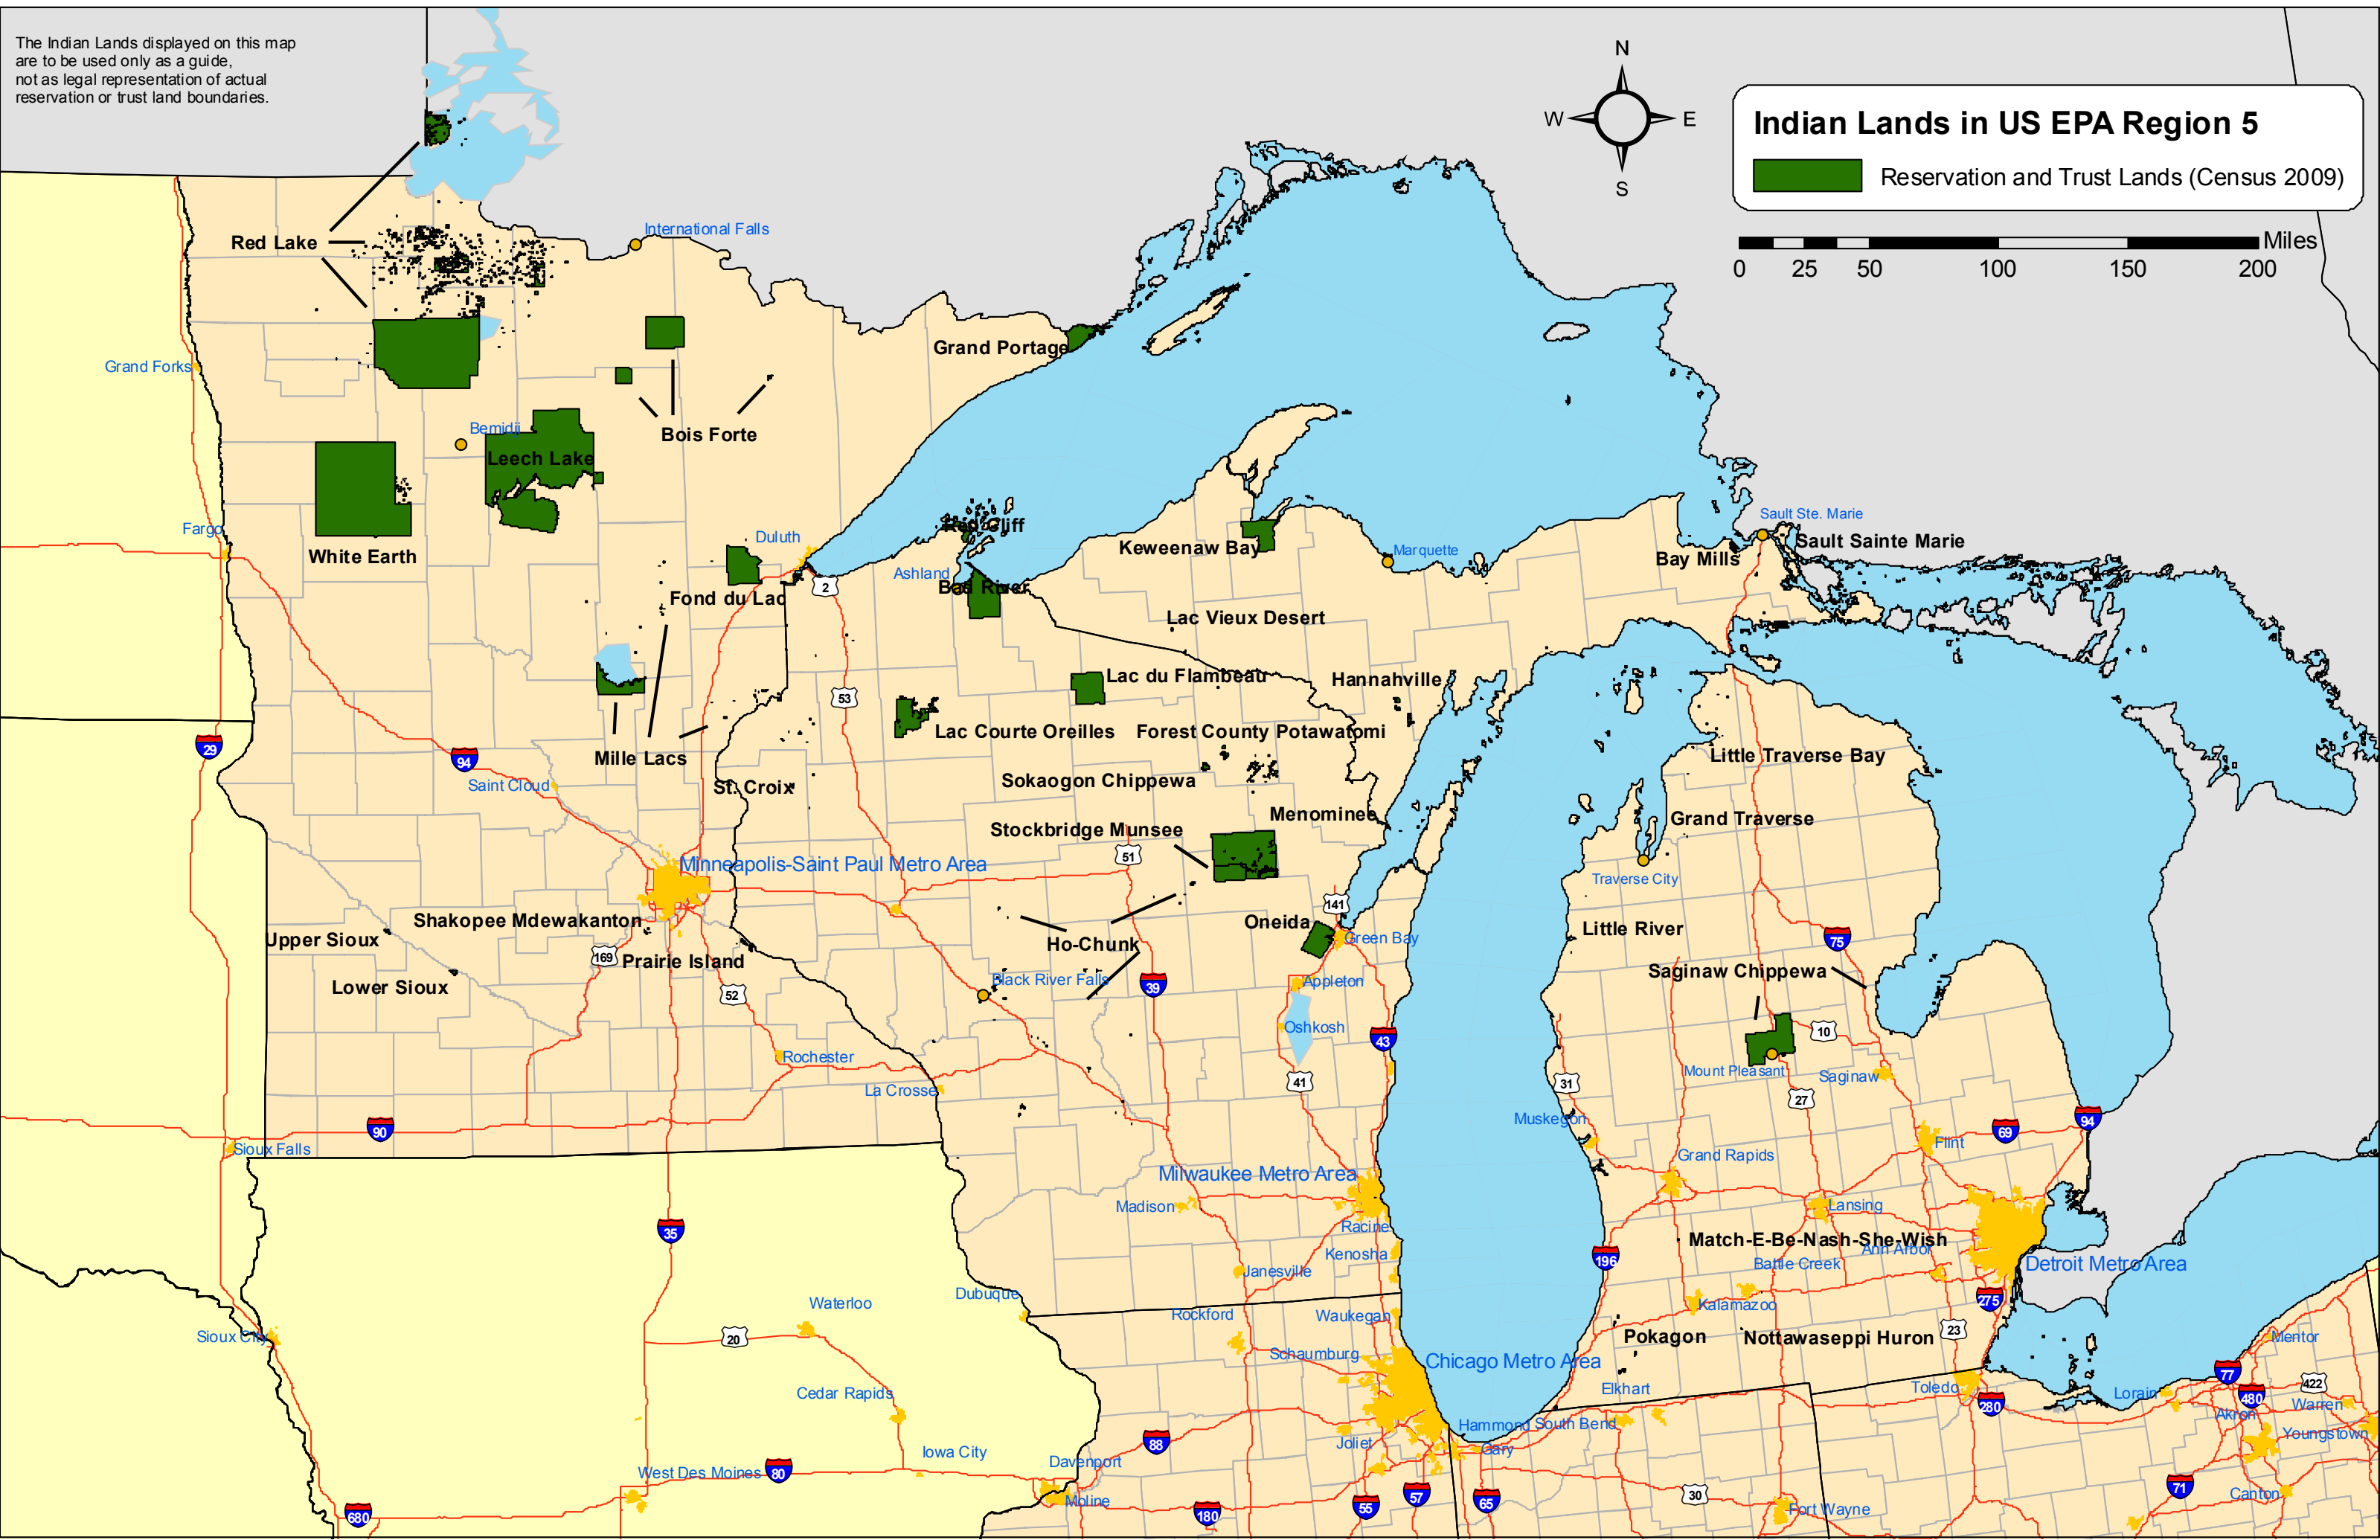 The Indian Lands displayed on this map
are to be used only as a guide,
not as legal representation of actual
reservation or trust land boundaries.
N
W
E
S
Indian Lands in US EPA Region 5
Reservation and Trust Lands (Census 2009)
Miles
0 25 50 100 150 200
Red Lake
International Falls
Grand Portage
Grand Forks
Bois Forte
Bemidji
Leech Lake
Fargo
White Earth
Duluth
Fond du Lac
2
Red Cliff
Ashland
Bad River
Keweenaw Bay
Marquette
Sault Ste. Marie
Sault Sainte Marie
Bay Mills
Lac Vieux Desert
Lac du Flambeau
Hannahville
53
Lac Courte Oreilles
Forest County Potawatomi
29
94
Mille Lacs
Saint Cloud
St. Croix
Sokaogon Chippewa
Menominee
Stockbridge Munsee
51
Little Traverse Bay
Grand Traverse
Traverse City
Minneapolis-Saint Paul Metro Area
Shakopee Mdewakanton
Upper Sioux
169
Prairie Island
Lower Sioux
52
Ho-Chunk
Black River Falls
39
141
Oneida
Green Bay
Appleton
Oshkosh
43
41
Little River
75
Saginaw Chippewa
10
Mount Pleasant
Saginaw
27
31
Muskegon
Rochester
La Crosse
90
Sioux Falls
Grand Rapids
Flint
69
94
Milwaukee Metro Area
Madison
Racine
Kenosha
Janesville
Lansing
Match-E-Be-Nash-She-Wish
Ann Arbor
Battle Creek
Detroit Metro Area
196
275
Kalamazoo
35
Dubuque
Waterloo
Rockford
Waukegan
Sioux City
20
Schaumburg
Chicago Metro Area
Pokagon
Nottawaseppi Huron
23
Mentor
Cedar Rapids
Elkhart
Toledo
280
Lorain
77
480
422
Warren
Akron
Youngstown
Hammond
South Bend
Gary
Joliet
88
Iowa City
Davenport
West Des Moines
80
Moline
680
180
55
57
65
30
Fort Wayne
71
Canton